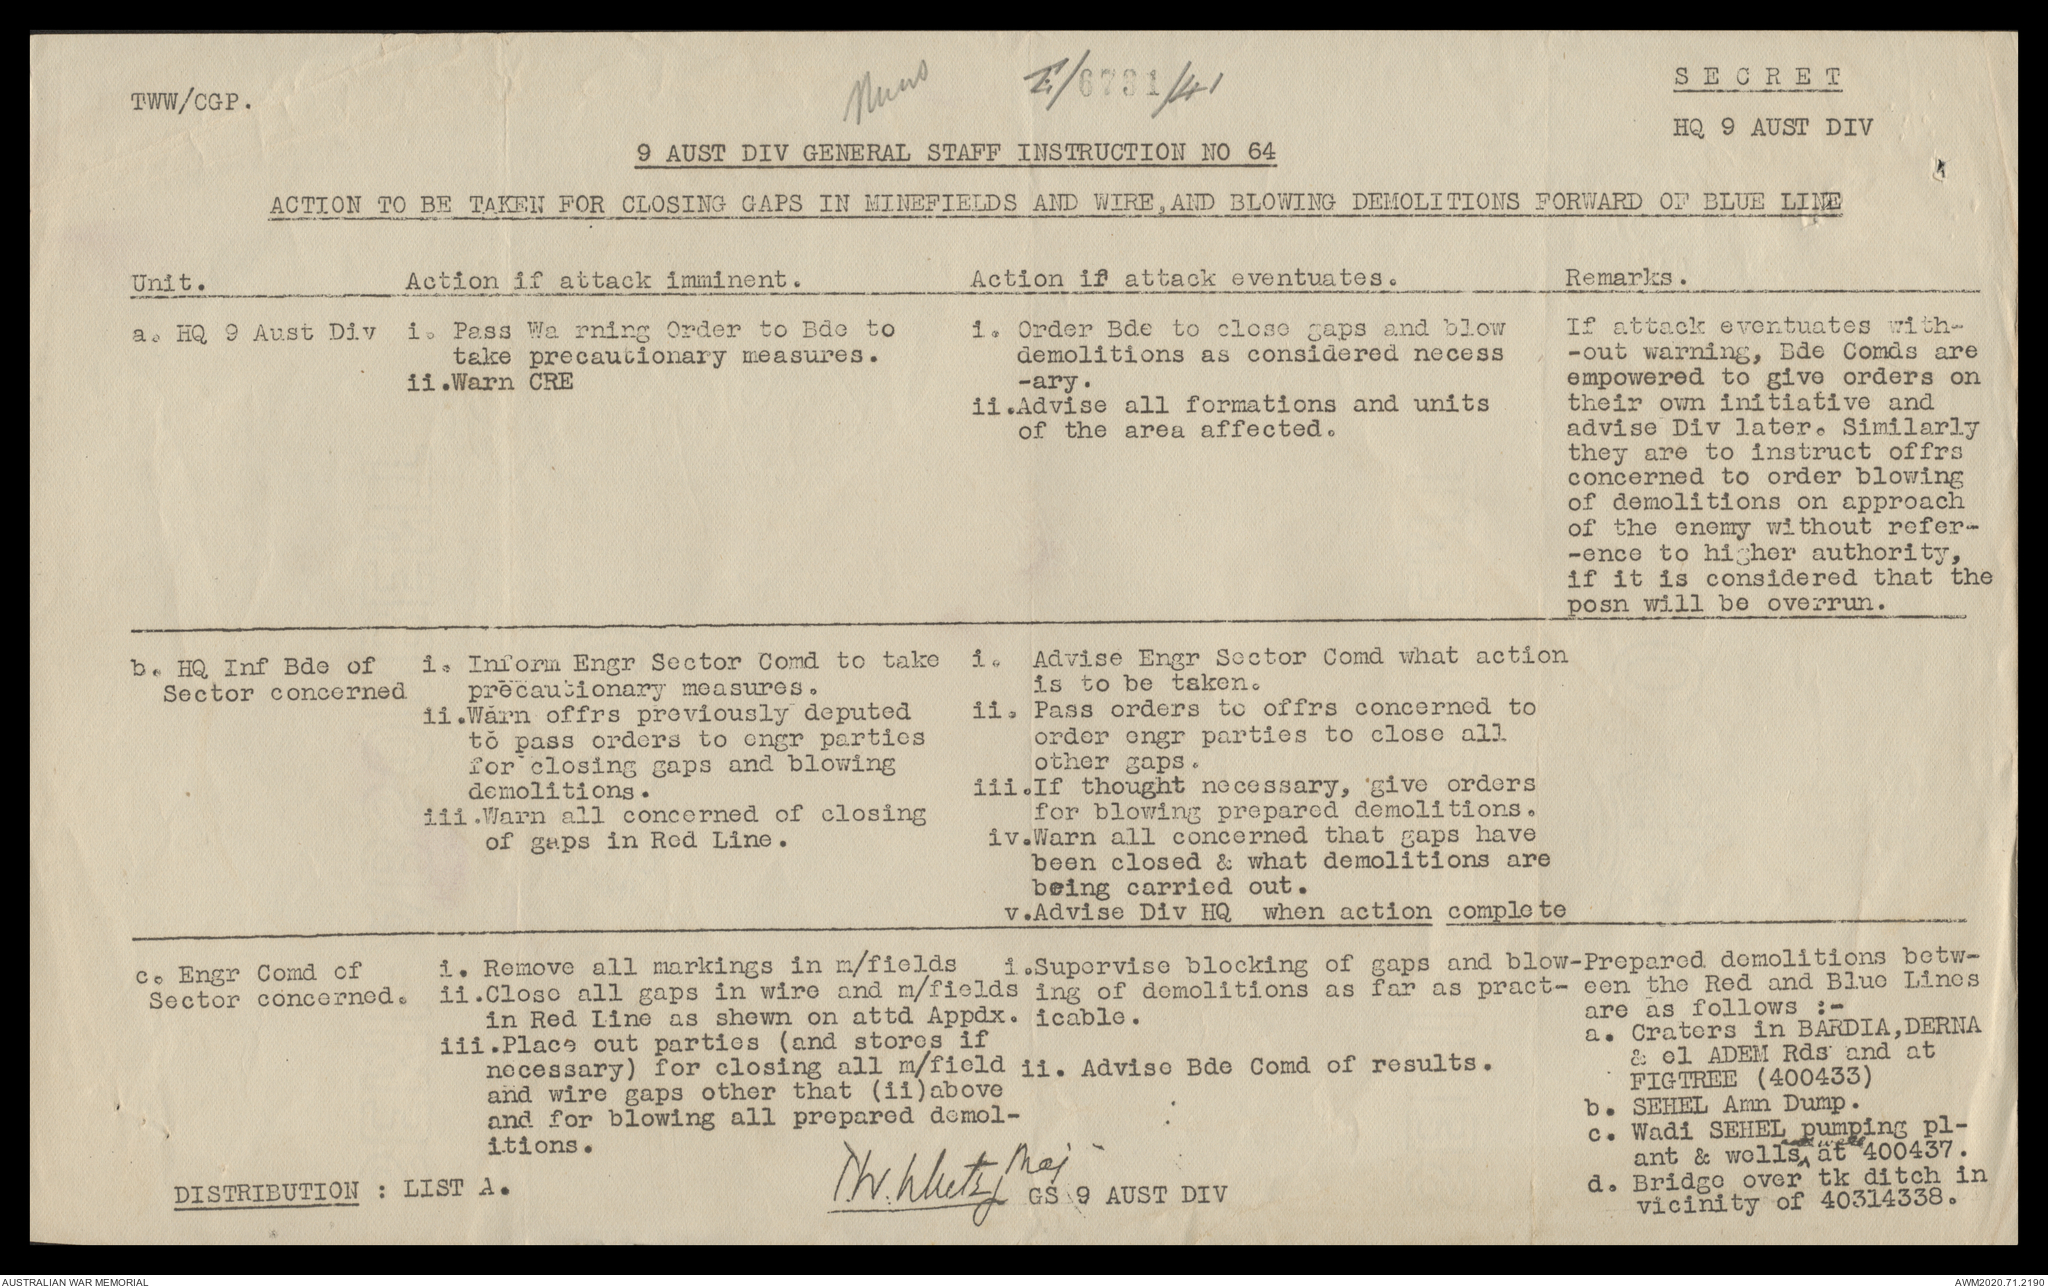 TWW/CGP.
6731/41
S E C R E T
HQ 9 AUST DIV
9 AUST DIV GENERAL STAFF INSTRUCTION NO 64
ACTION TO BE TAKEN FOR CLOSING GAPS IN MINEFIELDS AND WIRE,AND BLOWING DEMOLITIONS FORWARD OF BLUE LINE
Unit. Action if attack imminent. Action if attack eventuates. Remarks.
a. HQ 9 Aust Div
i. Pass Wa rning Order to Bde to
take precautionary measures.
ii.Warn CRE
i. Order Bde to close gaps and blow
demolitions as considered necess
-ary.
ii.Advise all formations and units
of the area affected.
If attack eventuates with-
-out warning, Bde Comds are
empowered to give orders on
their own initiative and
advise Div later. Similarly
they are to instruct offrs
concerned to order blowing
of demolitions on approach
of the enemy without refer-
-ence to higher authority,
if it is considered that the
posn will be overrun.
b. HQ Inf Bde of
Sector concerned
i. Inform Engr Sector Comd to take
precautionary measures.
ii.Warn offrs previously deputed
to pass orders to engr parties
for closing gaps and blowing
demolitions.
iii.Warn all concerned of closing
of gaps in Red Line.
i. Advise Engr Sector Comd what action
is to be taken.
ii. Pass orders to offrs concerned to
order engr parties to close all
other gaps.
iii.If thought necessary, give orders
for blowing prepared demolitions.
iv.Warn all concerned that gaps have
been closed & what demolitions are
being carried out.
v.Advise Div HQ when action complete
c. Engr Comd of
Sector concerned.
i. Remove all markings in m/fields
ii.Close all gaps in wire and m/fields
in Red Line as shewn on attd Appdx.
iii.Place out parties (and stores if
necessary) for closing all m/field
and wire gaps other that (ii)above
and for blowing all prepared demol-
itions.
i.Supervise blocking of gaps and blow-
ing of demolitions as far as pract-
icable.
ii. Advise Bde Comd of results.
Prepared demolitions betw-
een the Red and Blue Lines
are as follows :-
a. Craters in BARDIA,DERNA
& el ADEM Rds and at
FIGTREE (400433)
b. SEHEL Amn Dump.
c. Wadi SEHEL pumping pl-
ant & wells at 400437.
d. Bridge over tk ditch in
vicinity of 40314338.
Maj
GS 9 AUST DIV
DISTRIBUTION : LIST A.
AUSTRALIAN WAR MEMORIAL
AWM2020.71.2190